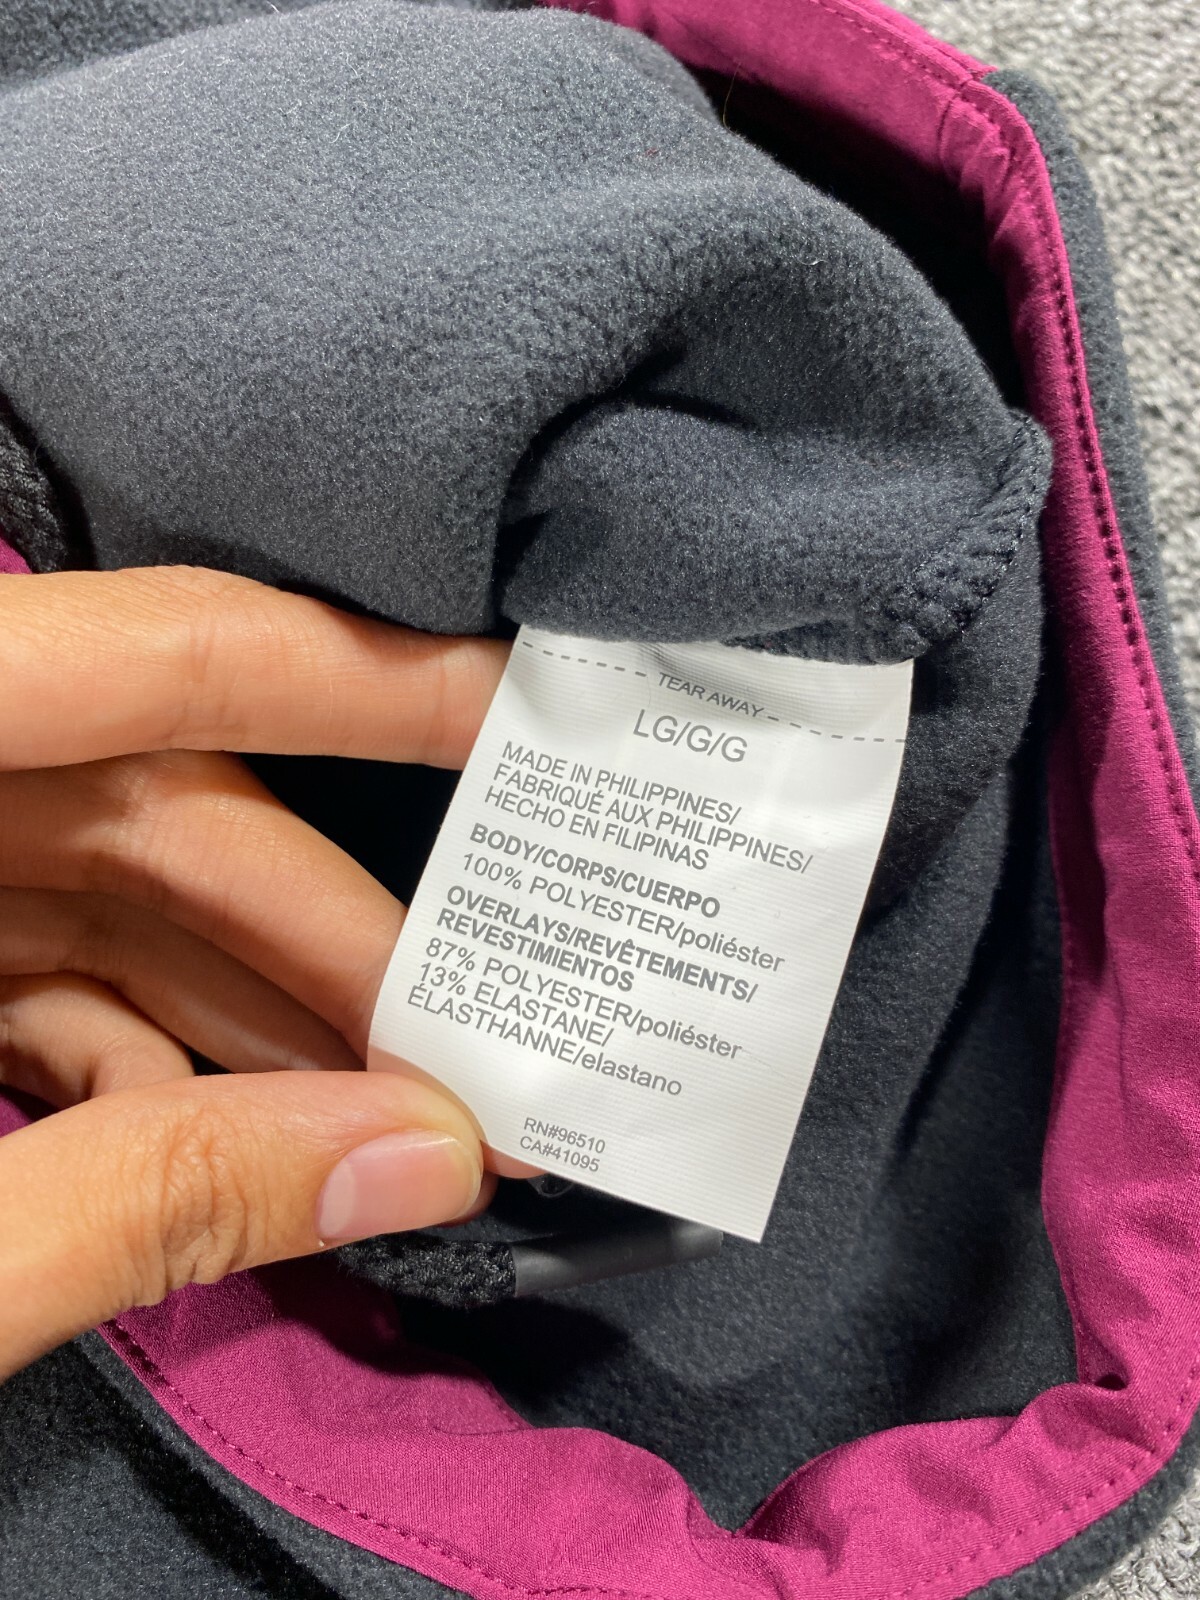 TEAR AWAY
LG/G/G
MADE IN PHILIPPINES/
FABRIQUÉ AUX PHILIPPINES/
HECHO EN FILIPINAS
BODY/CORPS/CUERPO
100% POLYESTER/poliéster
OVERLAYS/REVÊTEMENTS/
REVESTIMIENTOS
87% POLYESTER/poliéster
13% ELASTANE/
ÉLASTHANNE/elastano
RN#96510
CA#41095